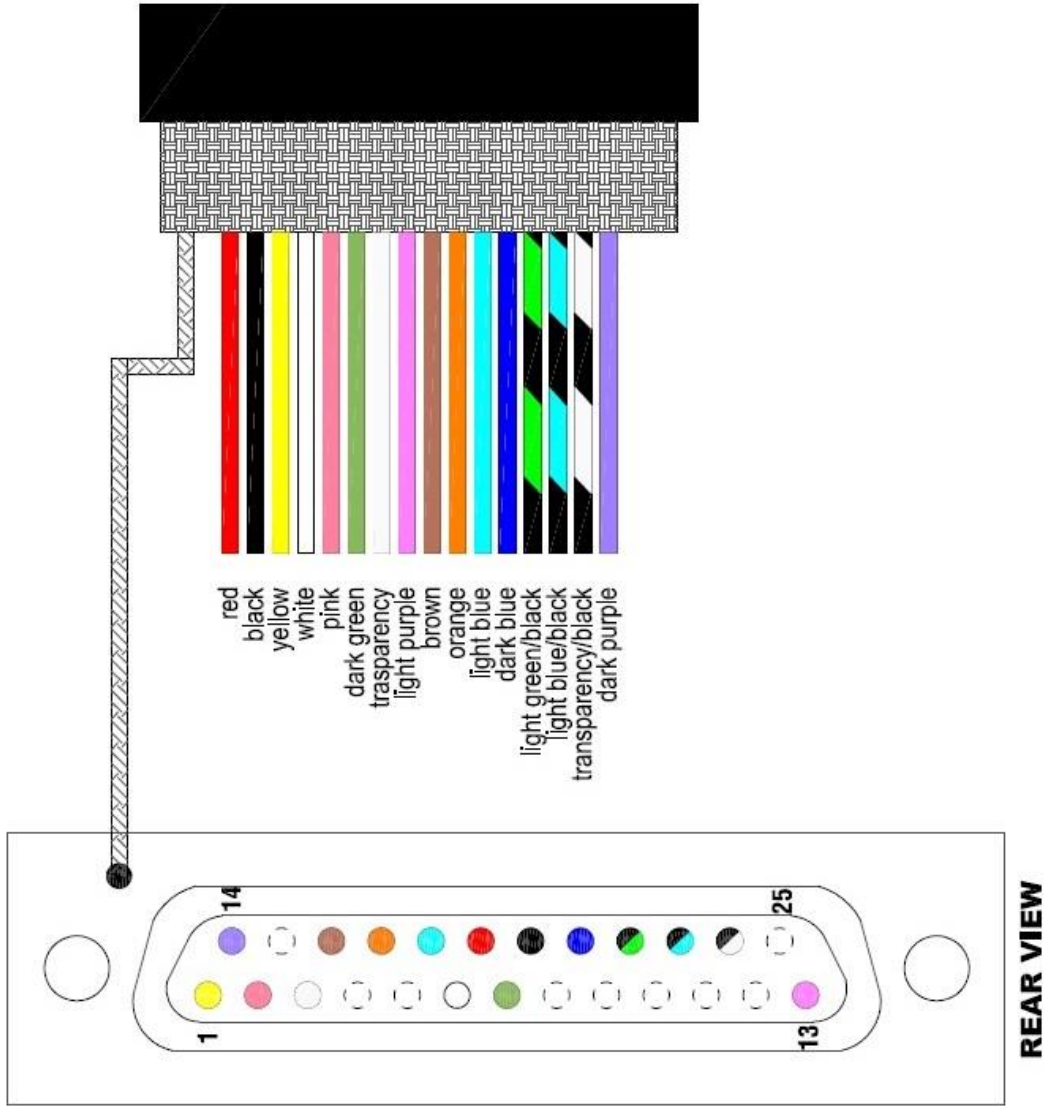 red
black
yellow
white
pink
dark green
trasparency
light purple
brown
orange
light blue
dark blue
light green/black
light blue/black
transparency/black
dark purple
14
25
1
13
REAR VIEW